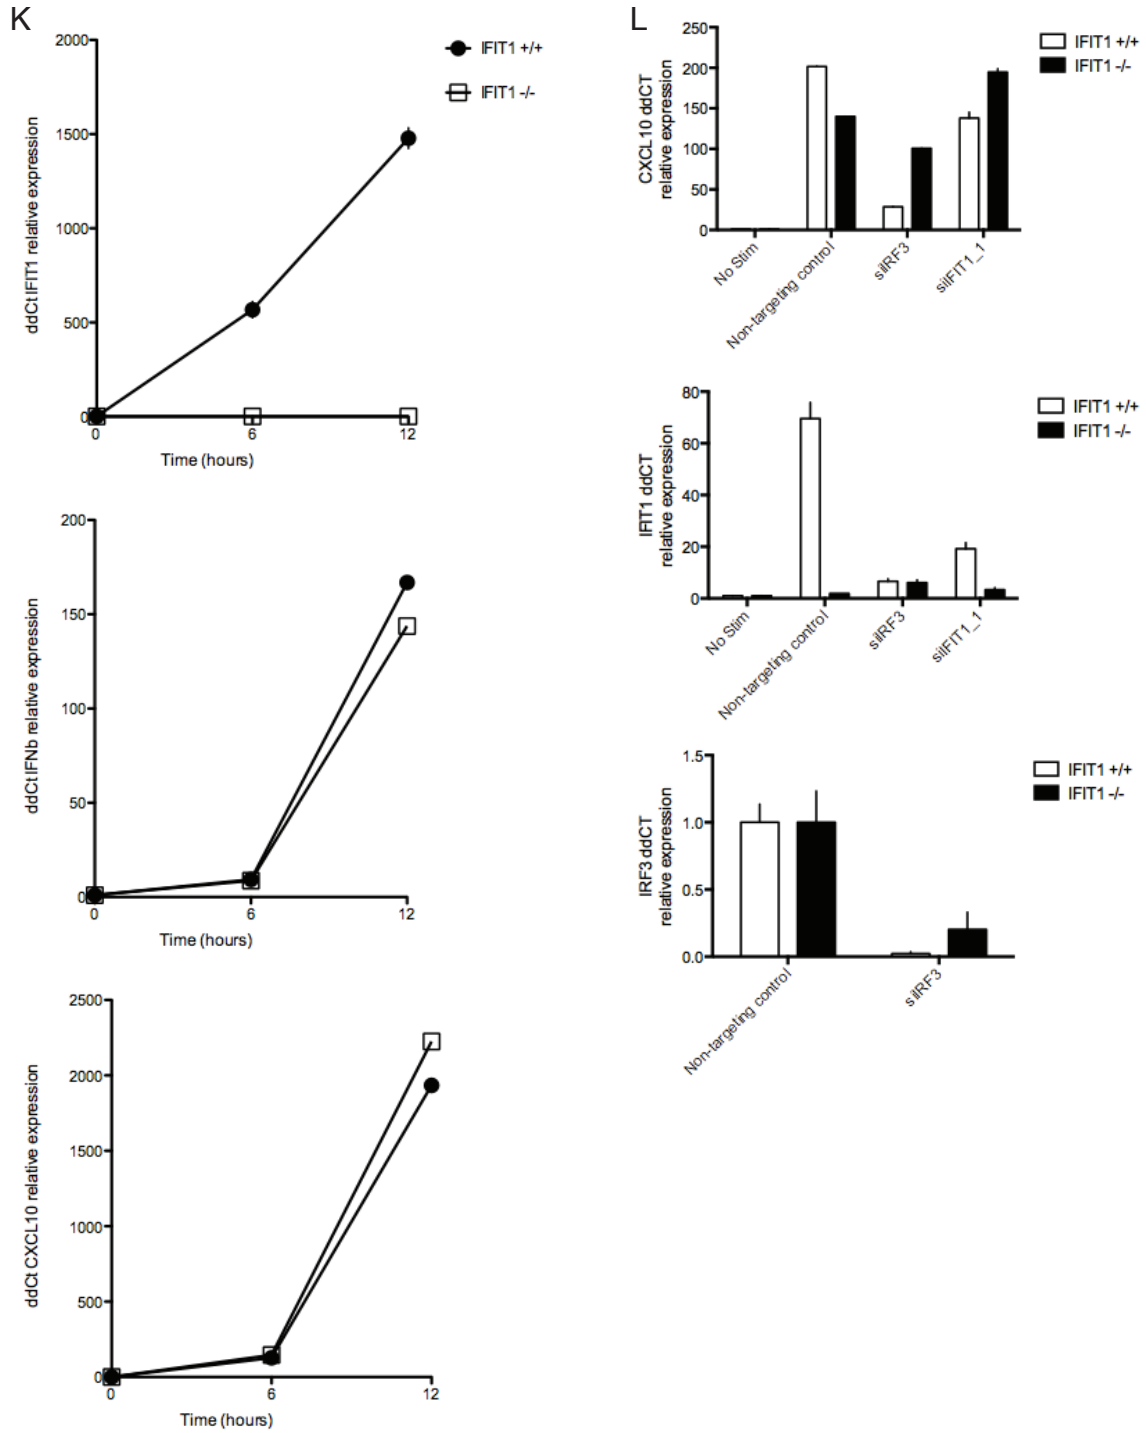 K
ddCt IFIT1 relative expression
2000
1500
1000
500
0
0
6
12
Time (hours)
IFIT1 +/+
IFIT1 -/-
ddCt IFNb relative expression
200
150
100
50
0
0
6
12
Time (hours)
ddCt CXCL10 relative expression
2500
2000
1500
1000
500
0
0
6
12
Time (hours)
L
CXCL10 ddCT
relative expression
250
200
150
100
50
0
No Stim
Non-targeting control
siIRF3
siIFIT1_1
IFIT1 +/+
IFIT1 -/-
IFIT1 ddCT
relative expression
80
60
40
20
0
No Stim
Non-targeting control
siIRF3
siIFIT1_1
IFIT1 +/+
IFIT1 -/-
IRF3 ddCT
relative expression
1.5
1.0
0.5
0.0
Non-targeting control
siIRF3
IFIT1 +/+
IFIT1 -/-